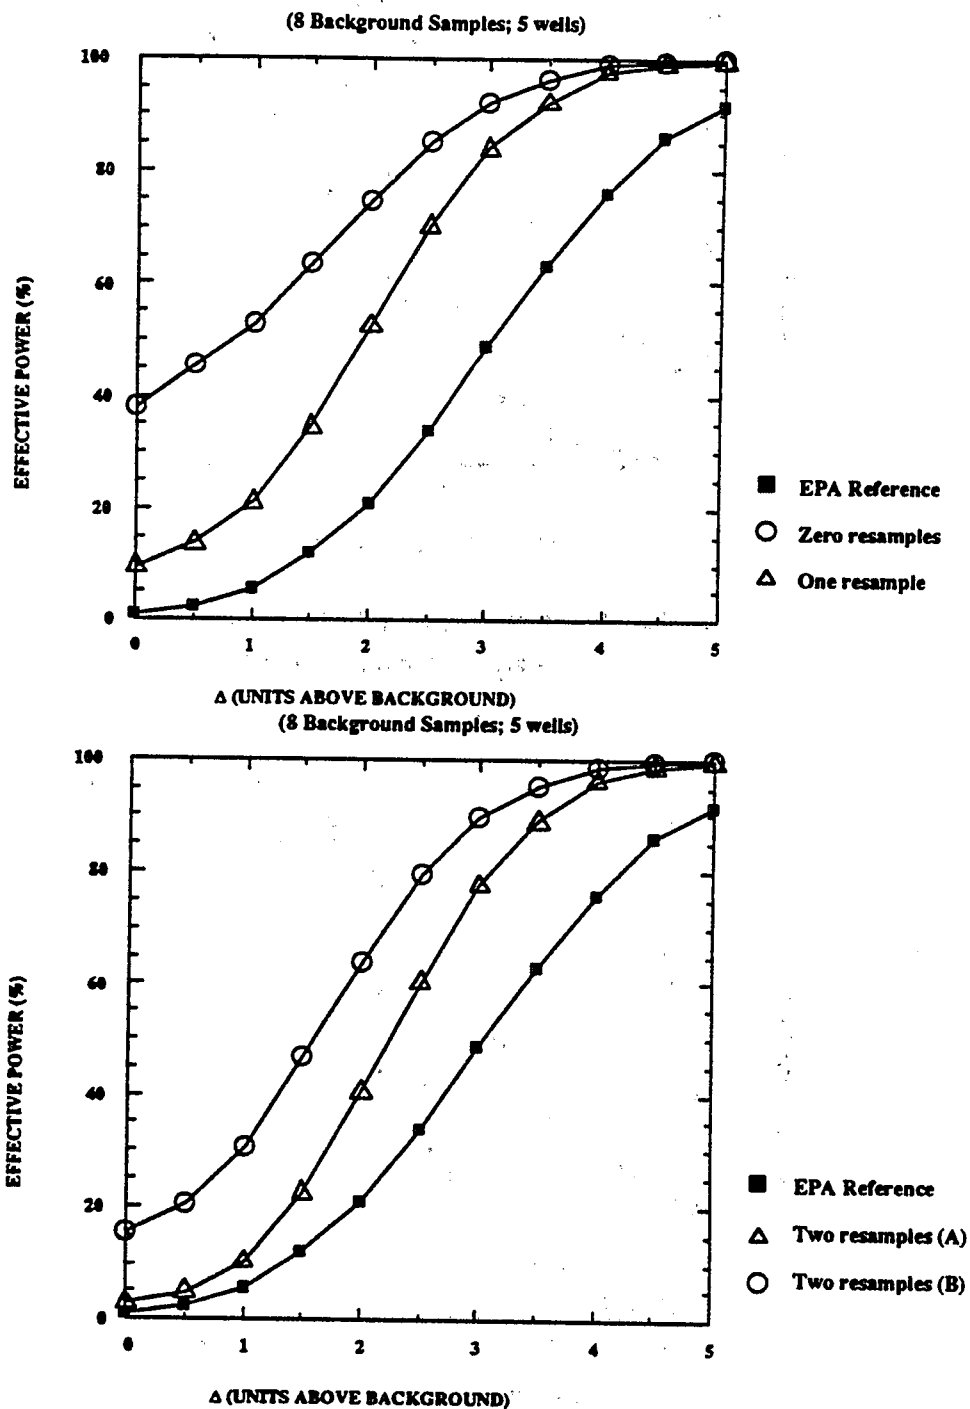 (8 Background Samples; 5 wells)
100
80
60
40
20
0
EFFECTIVE POWER (%)
0 1 2 3 4 5
Δ (UNITS ABOVE BACKGROUND)
EPA Reference
Zero resamples
One resample
(8 Background Samples; 5 wells)
100
80
60
40
20
0
EFFECTIVE POWER (%)
0 1 2 3 4 5
Δ (UNITS ABOVE BACKGROUND)
EPA Reference
Two resamples (A)
Two resamples (B)